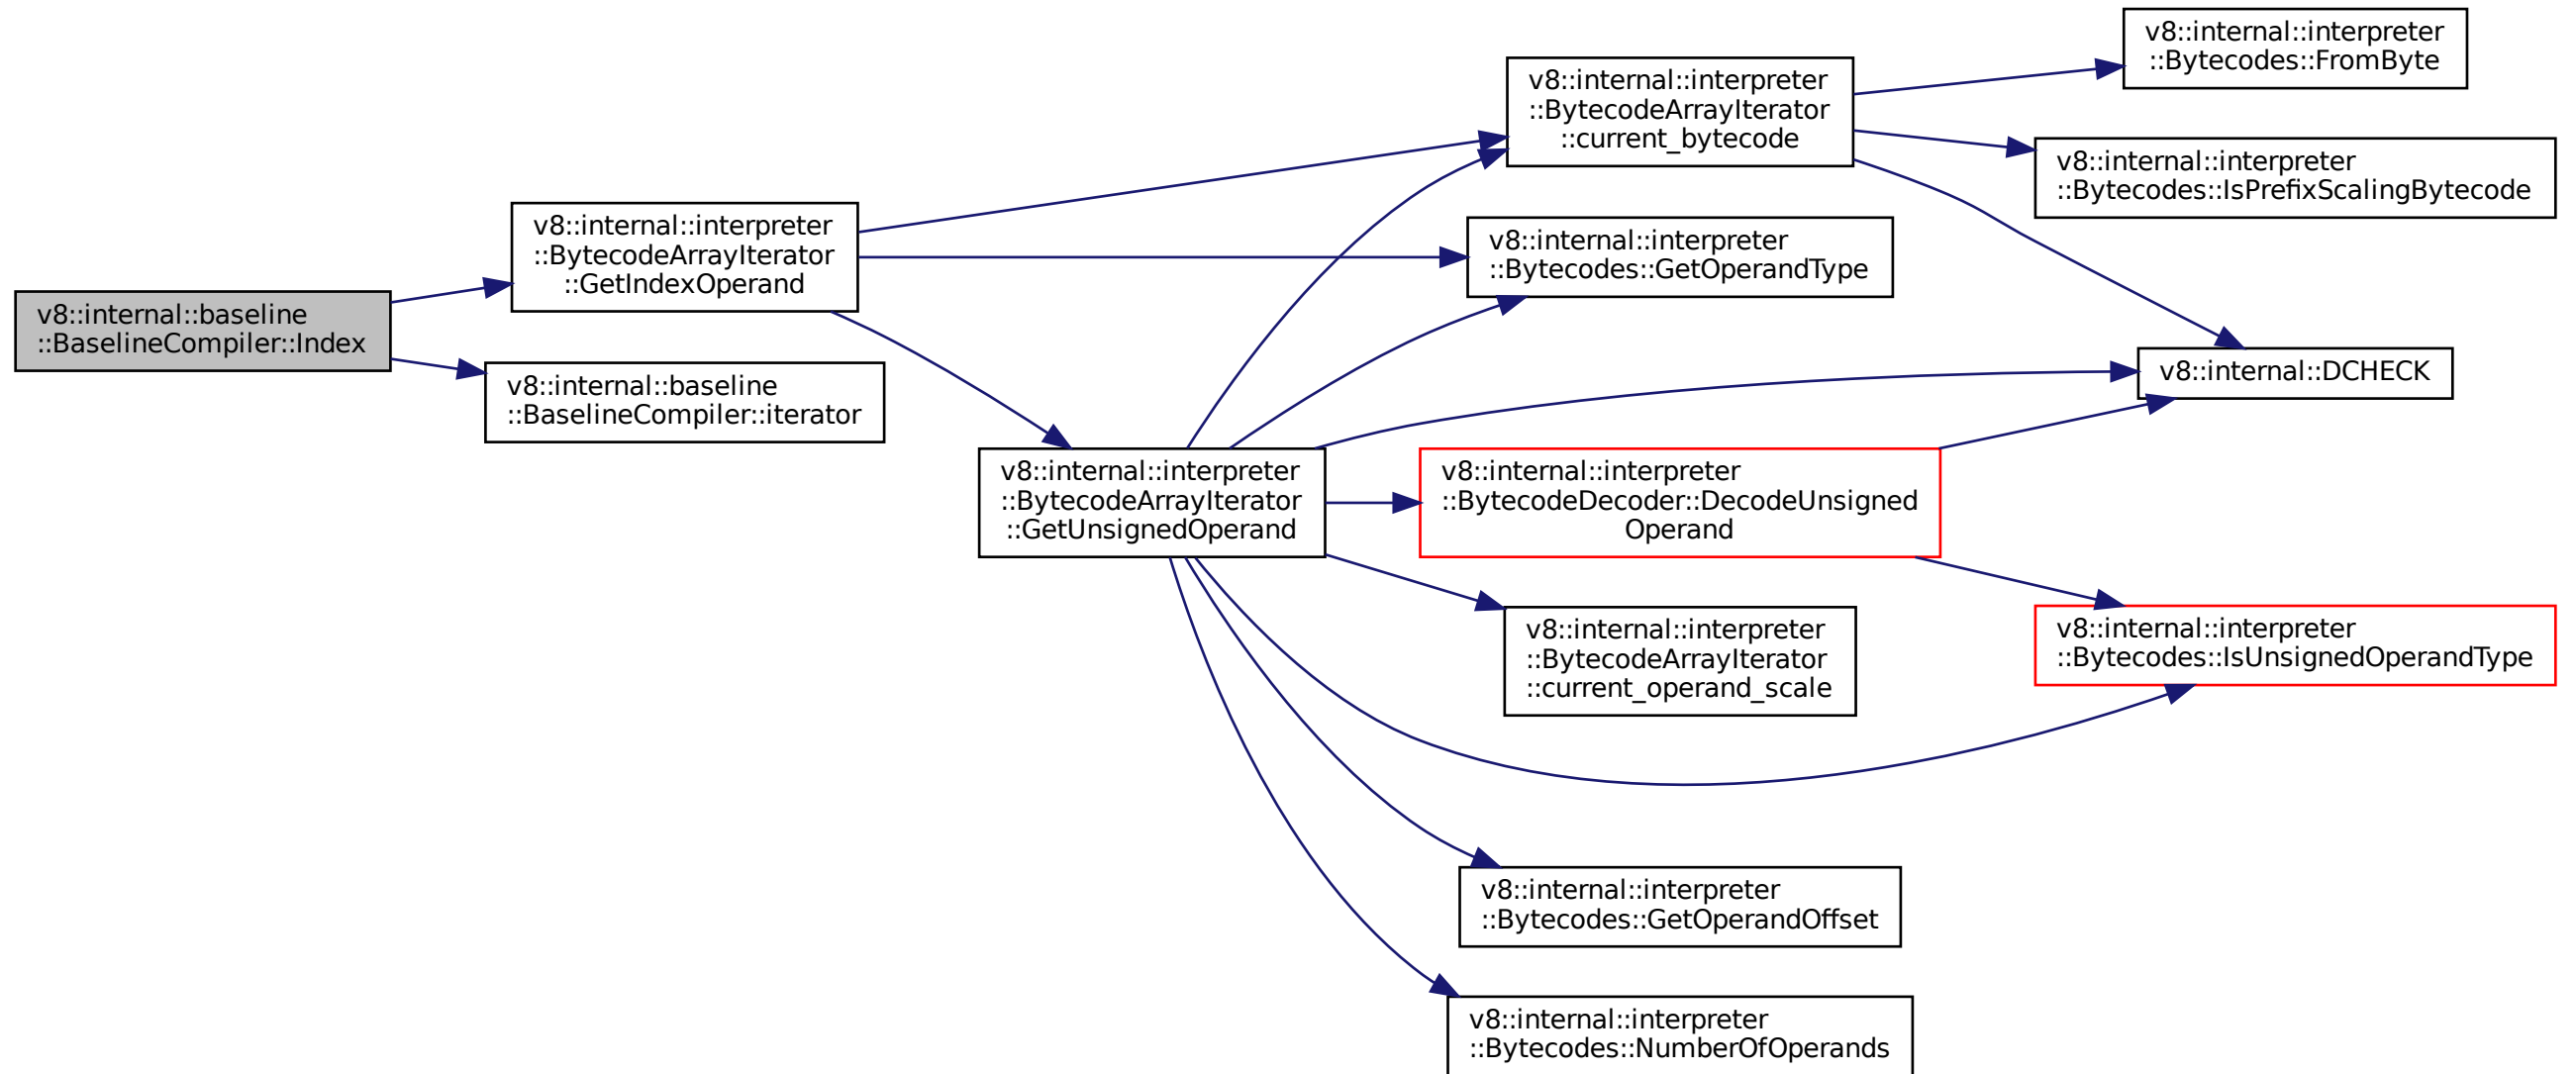 v8::internal::baseline
::BaselineCompiler::Index
v8::internal::interpreter
::BytecodeArrayIterator
::GetIndexOperand
v8::internal::baseline
::BaselineCompiler::iterator
v8::internal::interpreter
::BytecodeArrayIterator
::GetUnsignedOperand
v8::internal::interpreter
::BytecodeArrayIterator
::current_bytecode
v8::internal::interpreter
::Bytecodes::GetOperandType
v8::internal::interpreter
::BytecodeDecoder::DecodeUnsigned
Operand
v8::internal::interpreter
::BytecodeArrayIterator
::current_operand_scale
v8::internal::interpreter
::Bytecodes::GetOperandOffset
v8::internal::interpreter
::Bytecodes::NumberOfOperands
v8::internal::interpreter
::Bytecodes::FromByte
v8::internal::interpreter
::Bytecodes::IsPrefixScalingBytecode
v8::internal::DCHECK
v8::internal::interpreter
::Bytecodes::IsUnsignedOperandType